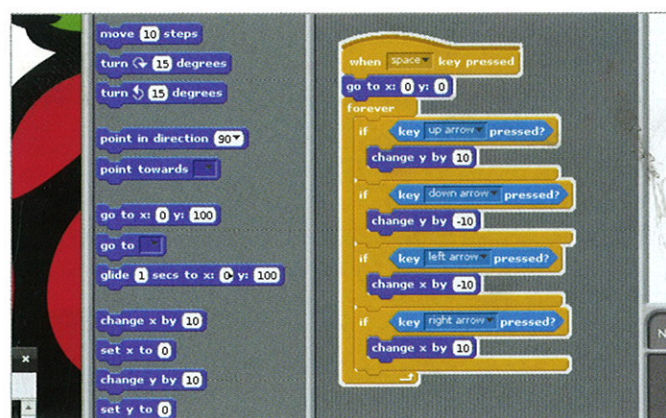 move 10 steps
turn 15 degrees
turn 15 degrees
point in direction 90
point towards
go to x: 0 y: 100
go to
glide 1 secs to x: 0 y: 100
change x by 10
set x to 0
change y by 10
set y to 0
when space key pressed
go to x: 0 y: 0
forever
if key up arrow pressed?
change y by 10
if key down arrow pressed?
change y by -10
if key left arrow pressed?
change x by -10
if key right arrow pressed?
change x by 10
N